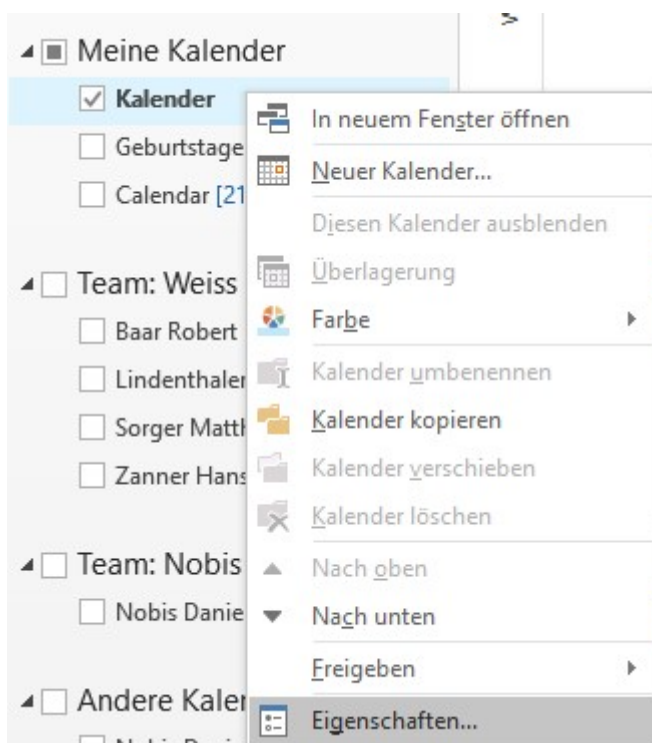 Meine Kalender
Kalender
Geburtstage
Calendar [21
Team: Weiss
Baar Robert
Lindenthaler
Sorger Matt
Zanner Hans
Team: Nobis
Nobis Danie
Andere Kaler
In neuem Fenster öffnen
Neuer Kalender...
Diesen Kalender ausblenden
Überlagerung
Farbe
Kalender umbenennen
Kalender kopieren
Kalender verschieben
Kalender löschen
Nach oben
Nach unten
Freigeben
Eigenschaften...